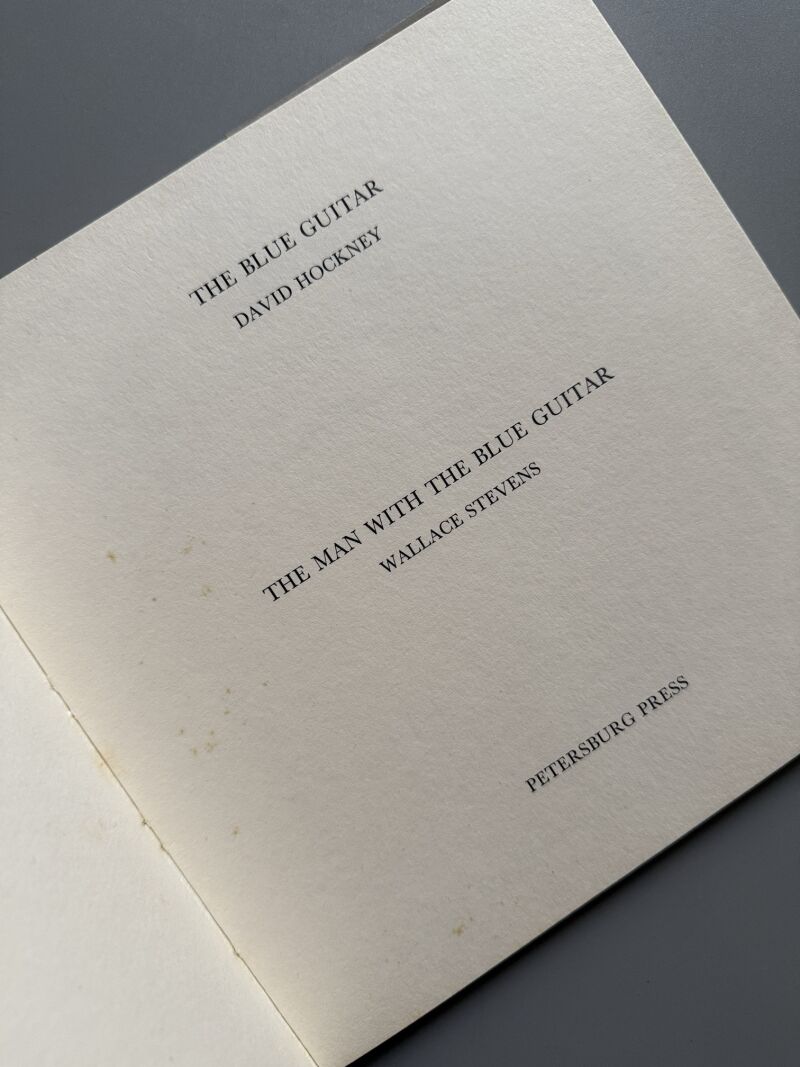 THE BLUE GUITAR
DAVID HOCKNEY
THE MAN WITH THE BLUE GUITAR
WALLACE STEVENS
PETERSBURG PRESS